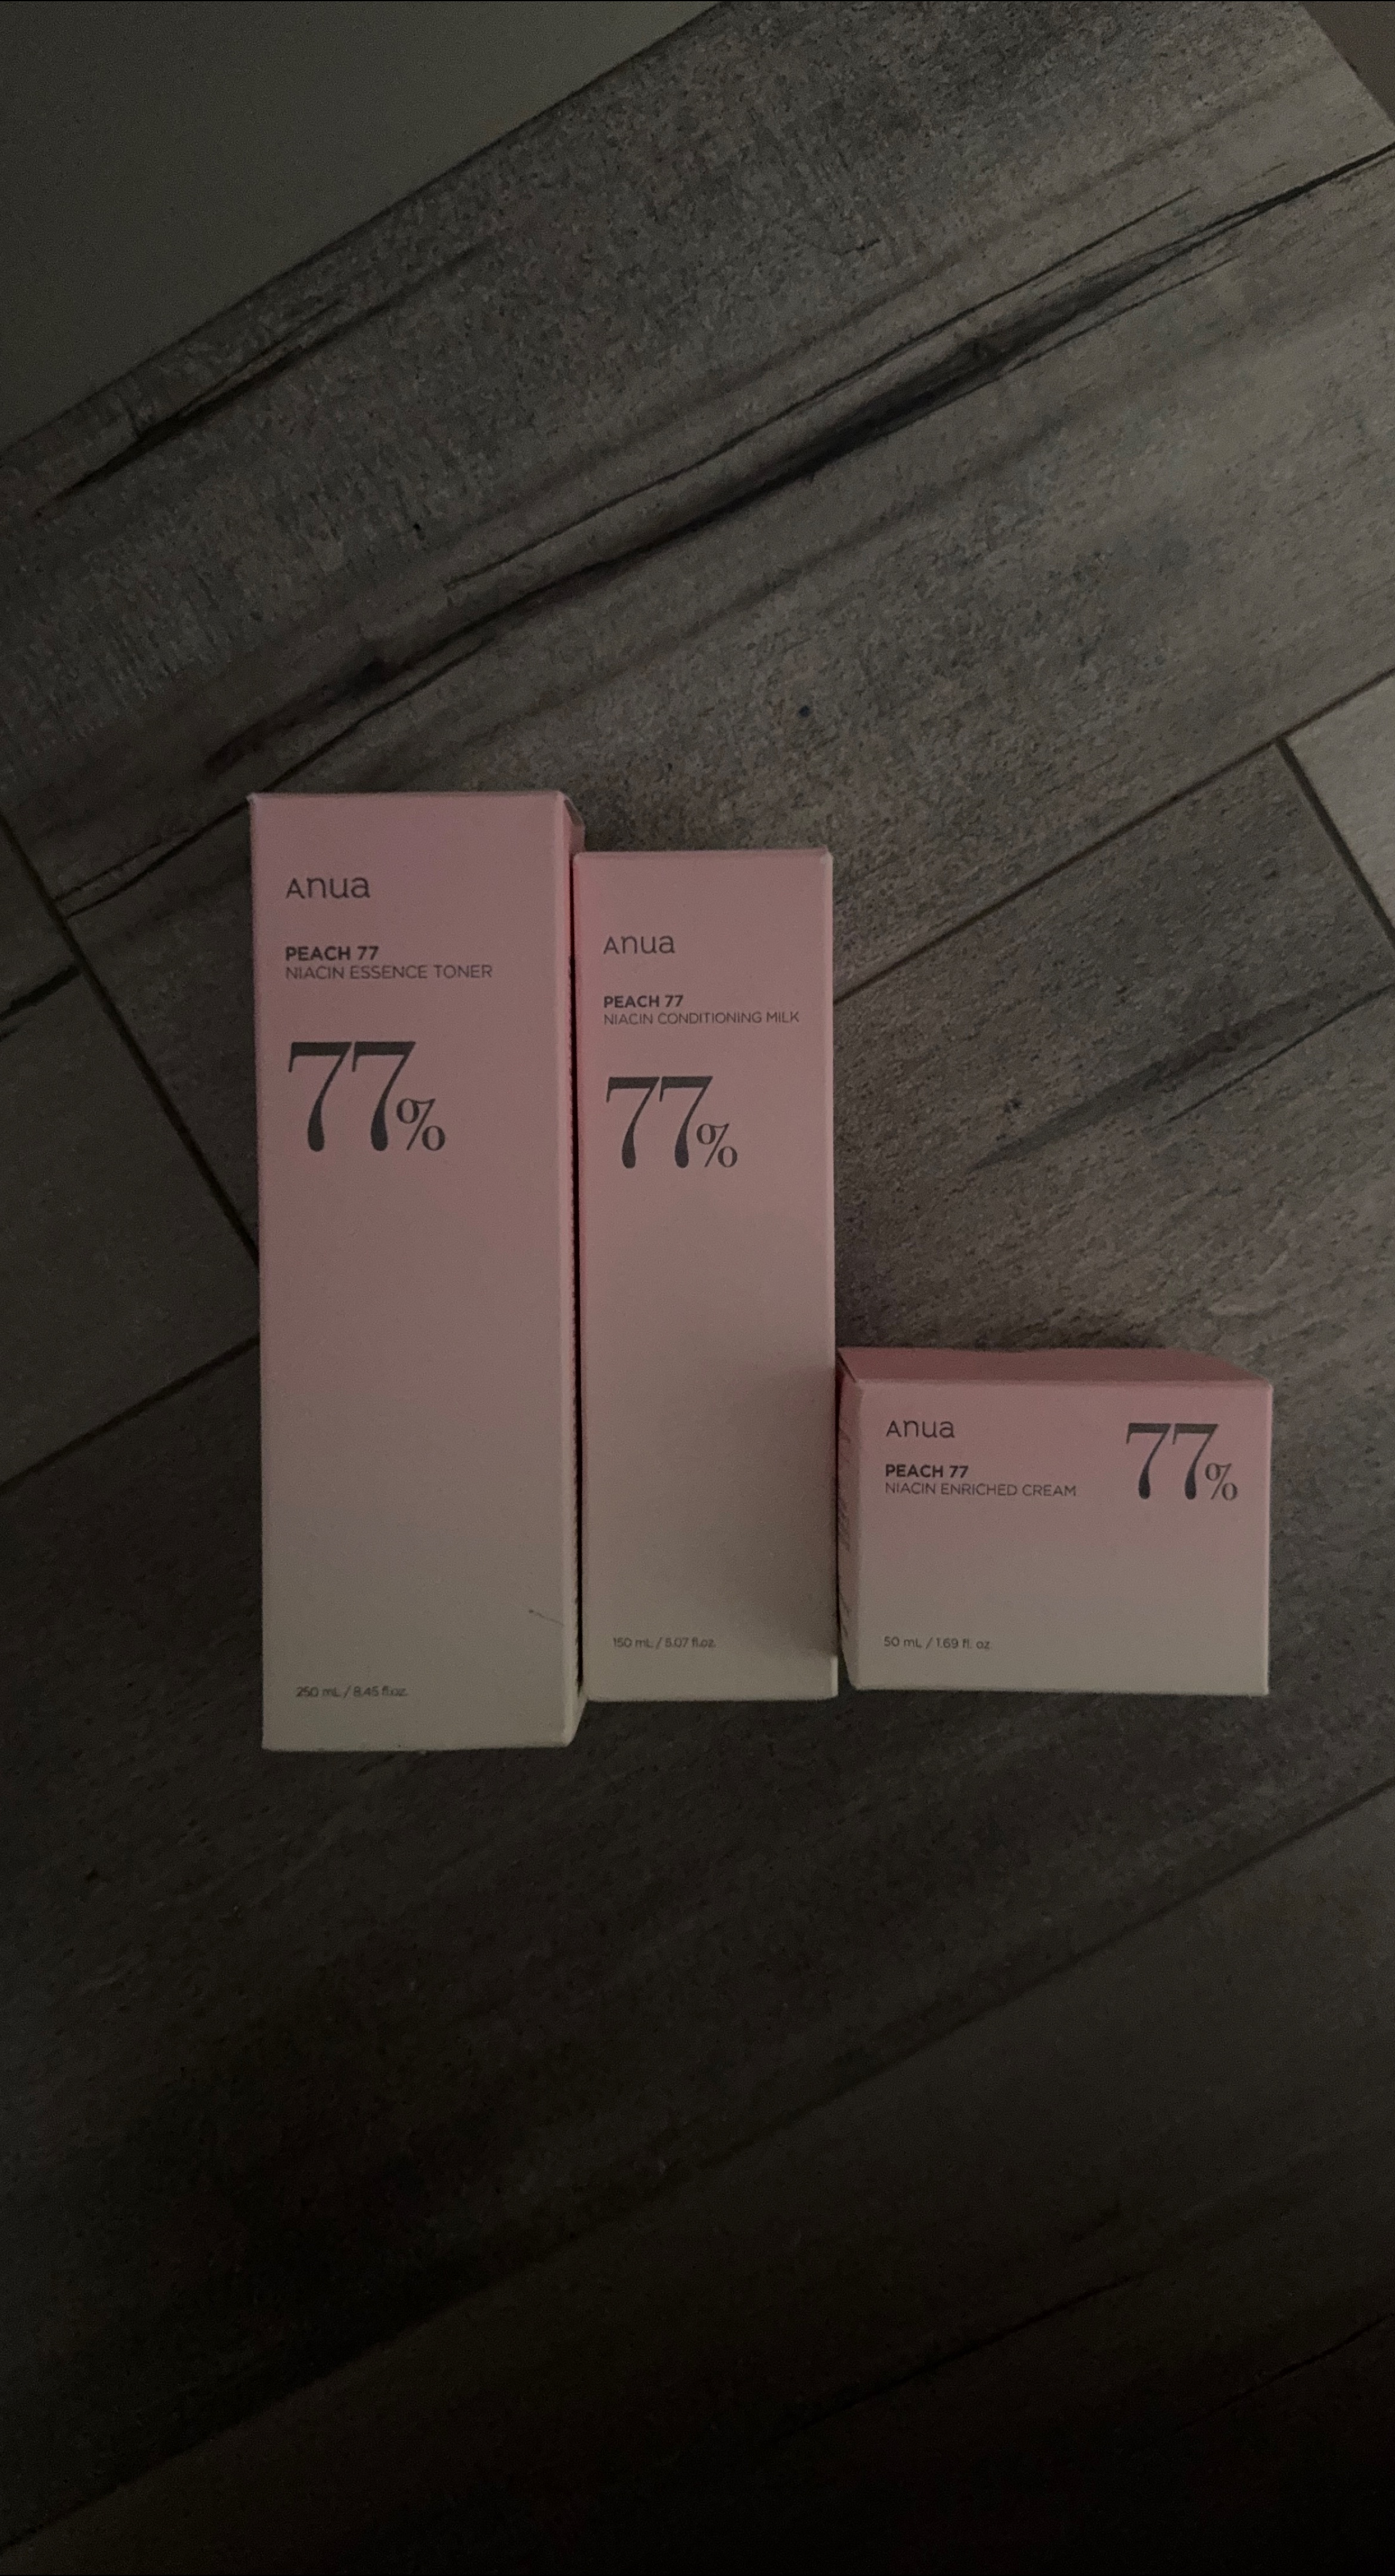 Anua
PEACH 77
NIACIN ESSENCE TONER
77%
250 mL / 8.45 fl.oz.
Anua
PEACH 77
NIACIN CONDITIONING MILK
77%
150 mL / 5.07 fl.oz.
Anua
PEACH 77
NIACIN ENRICHED CREAM
77%
50 mL / 1.69 fl. oz